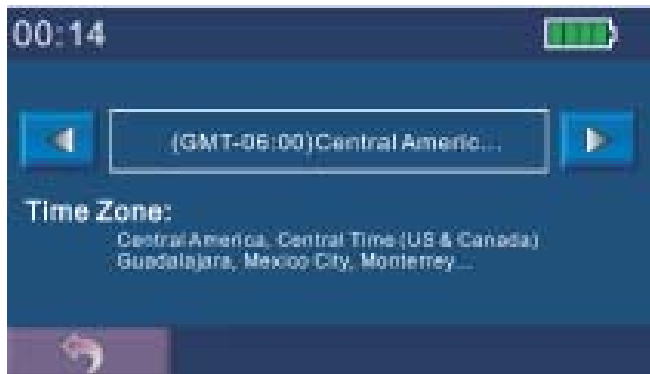 00:14
(GMT-06:00)Central Americ...
Time Zone:
Central America, Central Time (US & Canada)
Guadalajara, Mexico City, Monterrey...